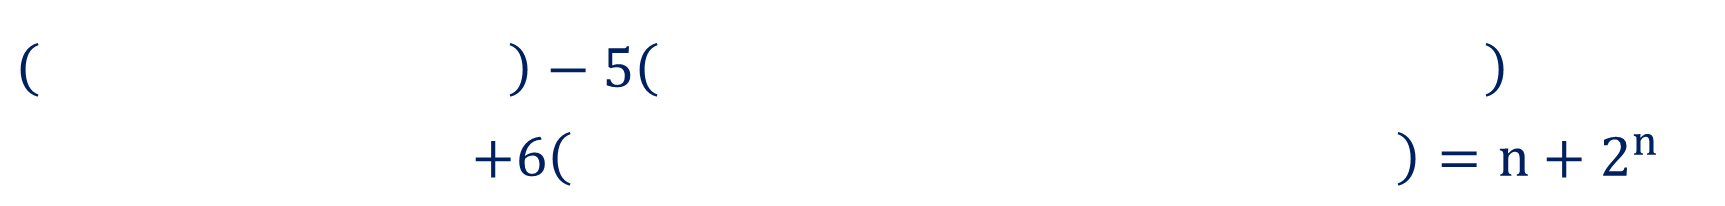 (                    ) − 5(                                        )
+6(                                        ) = n + 2ⁿ